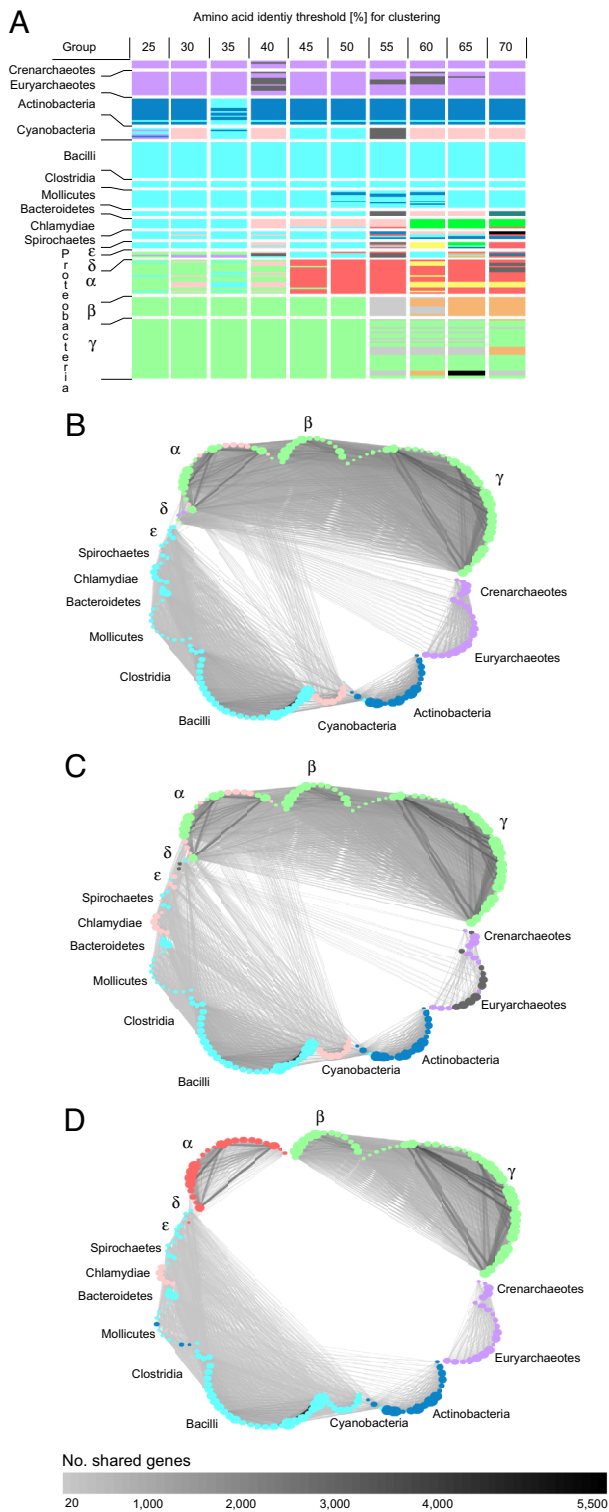 A
Amino acid identiy threshold [%] for clustering
Group 25 30 35 40 45 50 55 60 65 70
Crenarchaeotes
Euryarchaeotes
Actinobacteria
Cyanobacteria
Bacilli
Clostridia
Mollicutes
Bacteroidetes
Chlamydiae
Spirochaetes
Proteobacteria
ε
δ
α
β
γ
B
β
α
γ
δ
ε
Spirochaetes
Chlamydiae
Crenarchaeotes
Bacteroidetes
Mollicutes
Euryarchaeotes
Clostridia
Actinobacteria
Bacilli
Cyanobacteria
C
β
α
γ
δ
ε
Spirochaetes
Chlamydiae
Crenarchaeotes
Bacteroidetes
Mollicutes
Euryarchaeotes
Clostridia
Actinobacteria
Cyanobacteria
Bacilli
D
β
α
γ
δ
ε
Spirochaetes
Chlamydiae
Crenarchaeotes
Bacteroidetes
Mollicutes
Euryarchaeotes
Clostridia
Actinobacteria
Bacilli
Cyanobacteria
No. shared genes
20 1,000 2,000 3,000 4,000 5,500